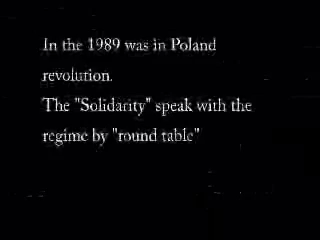 In the 1989 was in Poland
revolution.
The "Solidarity" speak with the
regime by "round table"